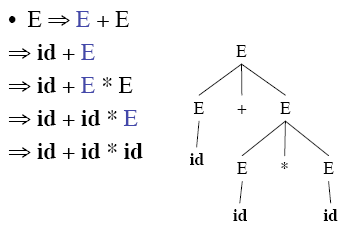 • E ⇒ E + E
⇒ id + E
⇒ id + E * E
⇒ id + id * E
⇒ id + id * id
E
E + E
id
E * E
id id